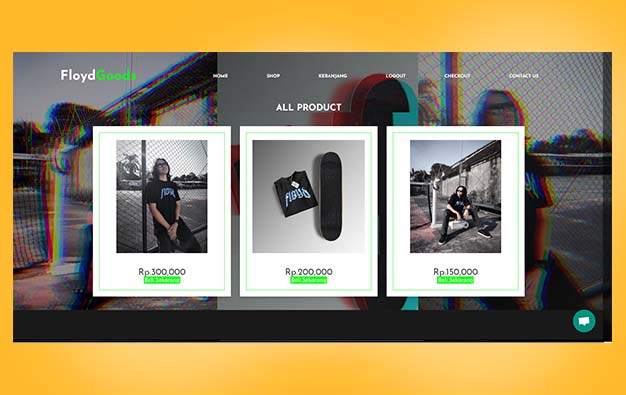 FloydGoods
HOME SHOP KERANJANG LOGOUT CHECKOUT CONTACT US
ALL PRODUCT
Rp.300,000
Beli Sekarang
Rp.200,000
Beli Sekarang
Rp.150,000
Beli Sekarang